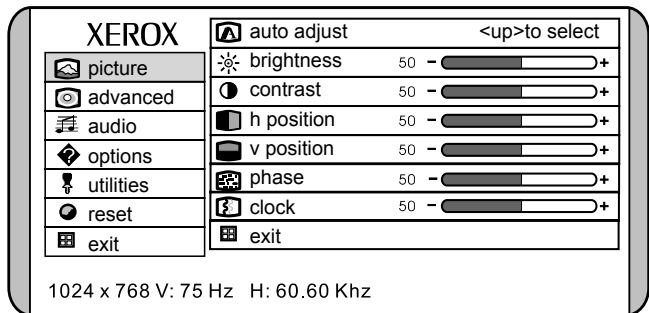 XEROX
picture
advanced
audio
options
utilities
reset
exit
auto adjust <up>to select
brightness 50 - +
contrast 50 - +
h position 50 - +
v position 50 - +
phase 50 - +
clock 50 - +
exit
1024 x 768 V: 75 Hz H: 60.60 Khz